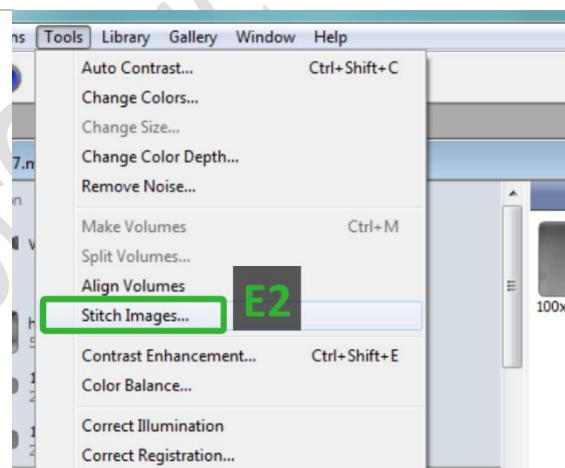 ns Tools Library Gallery Window Help
Auto Contrast... Ctrl+Shift+C
Change Colors...
Change Size...
7.m Change Color Depth...
Remove Noise...
Make Volumes Ctrl+M
Split Volumes...
Align Volumes
Stitch Images... E2
100x
Contrast Enhancement... Ctrl+Shift+E
Color Balance...
Correct Illumination
Correct Registration...